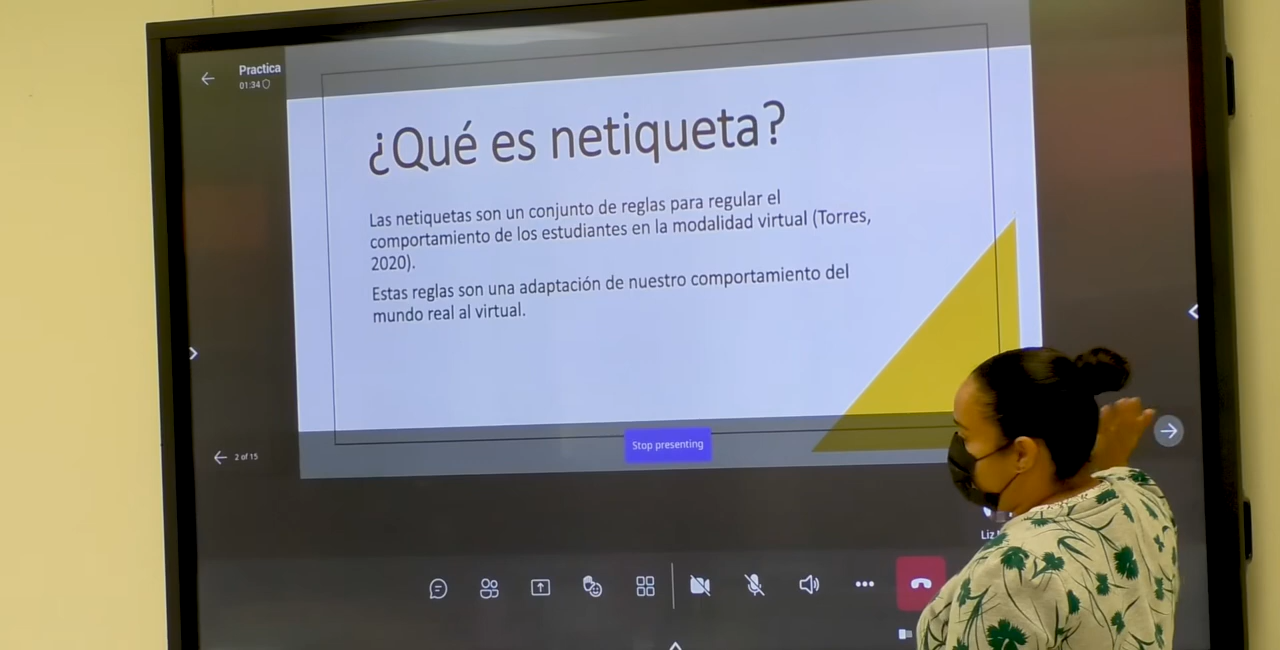 Practica
01:34
¿Qué es netiqueta?
Las netiquetas son un conjunto de reglas para regular el
comportamiento de los estudiantes en la modalidad virtual (Torres,
2020).
Estas reglas son una adaptación de nuestro comportamiento del
mundo real al virtual.
Stop presenting
2 of 15
Liz